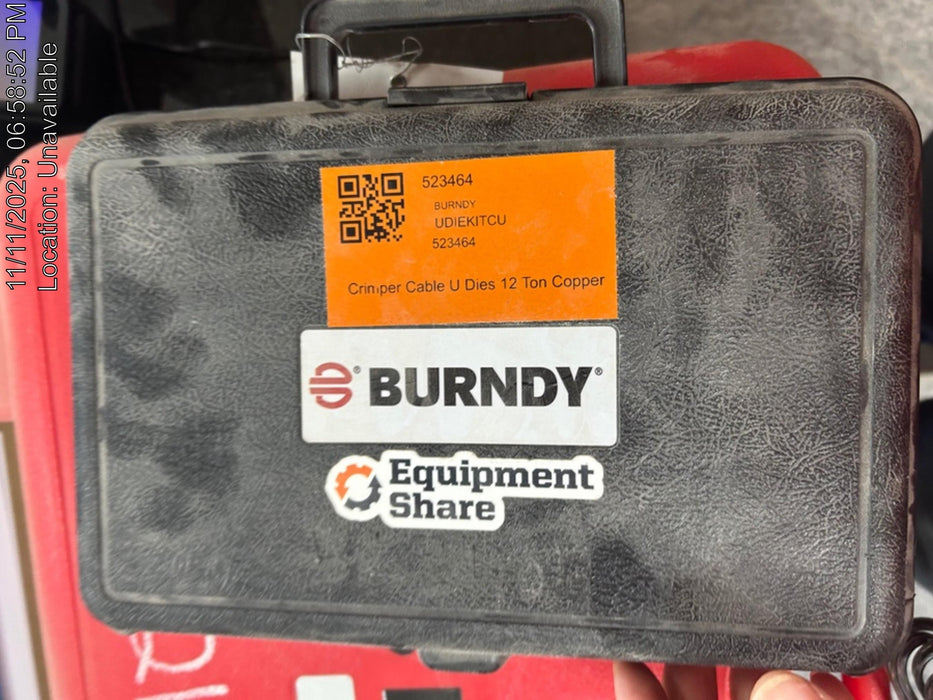 11/11/2025, 06:58:52 PM
Location: Unavailable
523464
BURNDY
UDIEKITCU
523464
Crimper Cable U Dies 12 Ton Copper
BURNDY®
Equipment
Share